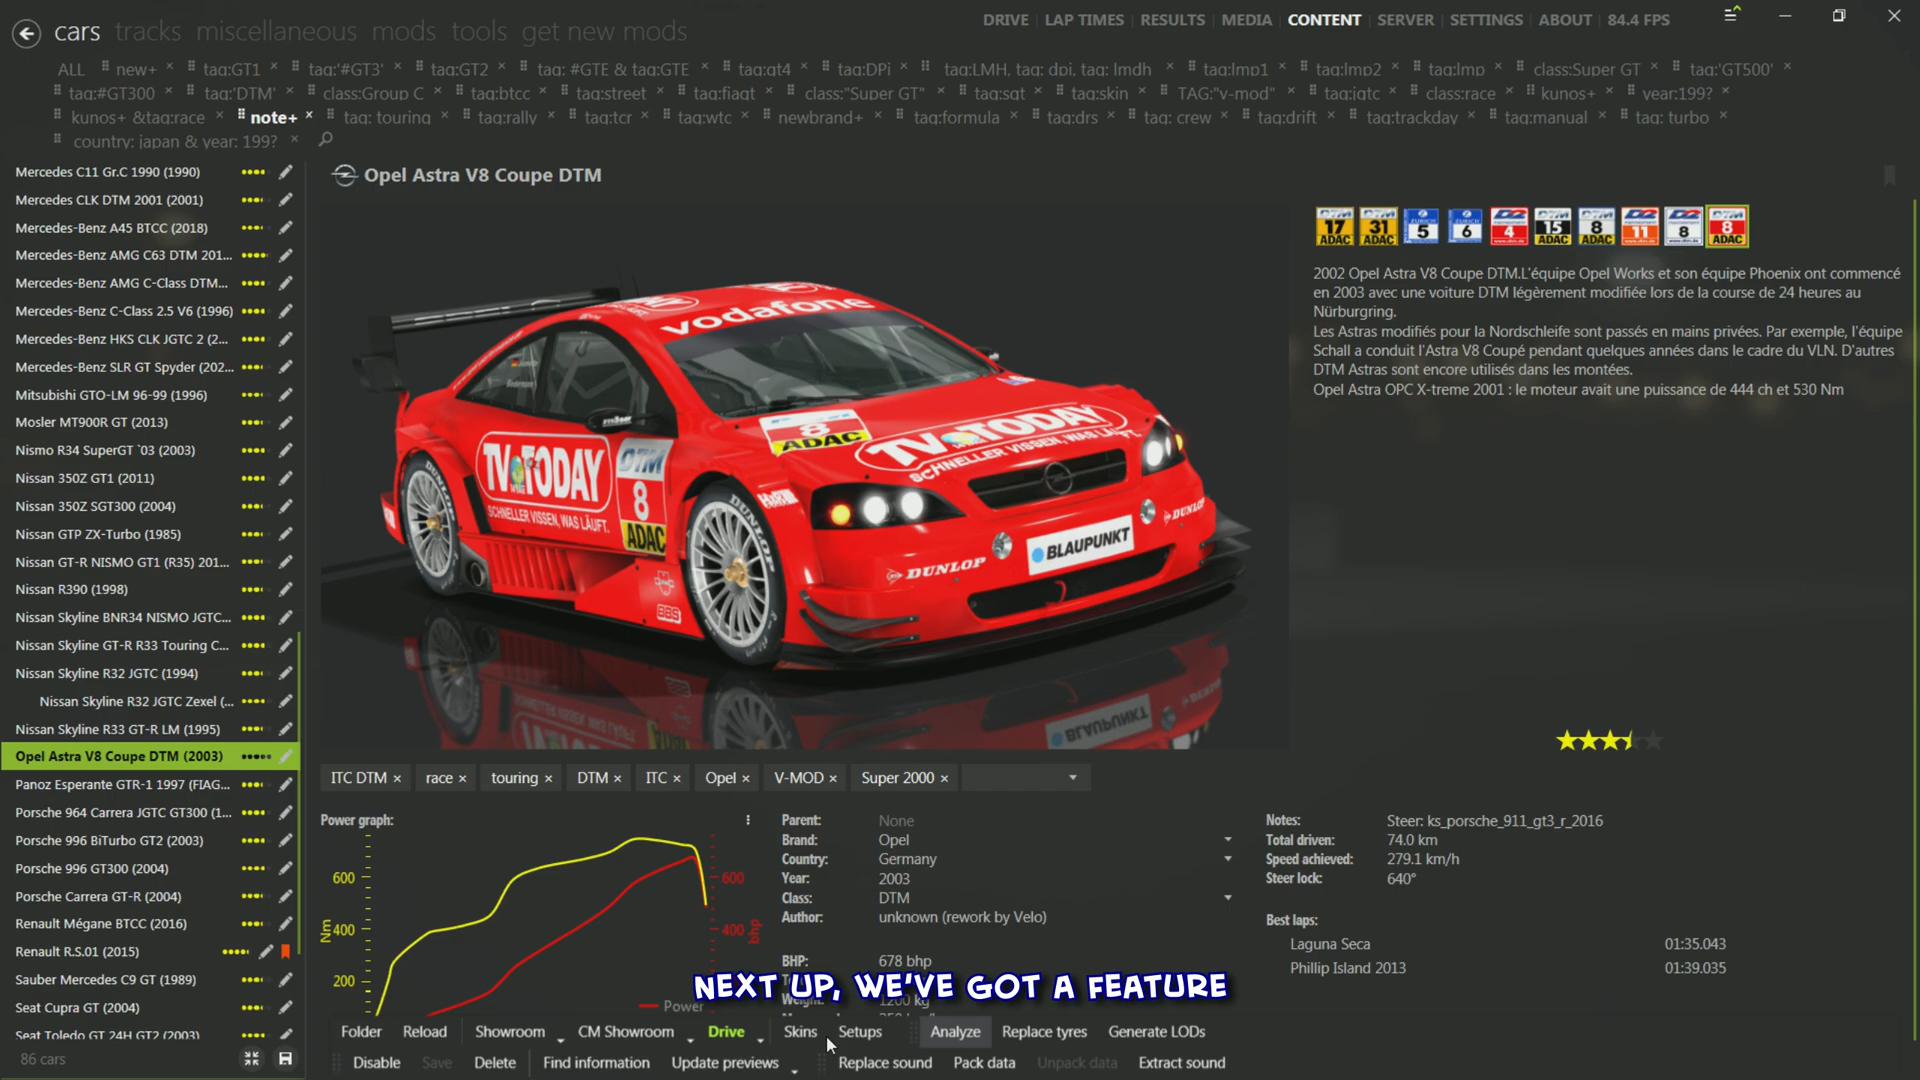 cars tracks miscellaneous mods tools get new mods
DRIVE LAP TIMES RESULTS MEDIA CONTENT SERVER SETTINGS ABOUT 84.4 FPS
ALL new+ tag:GT1 tag:'#GT3' tag:GT2 tag: #GTE & tag:GTE tag:gt4 tag:DPi tag:LMH, tag: dpi, tag: lmdh tag:lmp1 tag:lmp2 tag:lmp class:Super GT tag:'GT500'
tag:#GT300 tag:'DTM' class:Group C tag:btcc tag:street tag:fiagt class:"Super GT" tag:sgt tag:skin TAG:"v-mod" tag:igtc class:race kunos+ year:199?
kunos+ &tag:race note+ tag: touring tag:rally tag:tcr tag:wtc newbrand+ tag:formula tag:drs tag: crew tag:drift tag:trackday tag:manual tag: turbo
country: japan & year: 199?
Mercedes C11 Gr.C 1990 (1990)
Mercedes CLK DTM 2001 (2001)
Mercedes-Benz A45 BTCC (2018)
Mercedes-Benz AMG C63 DTM 201...
Mercedes-Benz AMG C-Class DTM...
Mercedes-Benz C-Class 2.5 V6 (1996)
Mercedes-Benz HKS CLK JGTC 2 (2...
Mercedes-Benz SLR GT Spyder (202...
Mitsubishi GTO-LM 96-99 (1996)
Mosler MT900R GT (2013)
Nismo R34 SuperGT `03 (2003)
Nissan 350Z GT1 (2011)
Nissan 350Z SGT300 (2004)
Nissan GTP ZX-Turbo (1985)
Nissan GT-R NISMO GT1 (R35) 201...
Nissan R390 (1998)
Nissan Skyline BNR34 NISMO JGTC...
Nissan Skyline GT-R R33 Touring C...
Nissan Skyline R32 JGTC (1994)
Nissan Skyline R32 JGTC Zexel (...
Nissan Skyline R33 GT-R LM (1995)
Opel Astra V8 Coupe DTM (2003)
Panoz Esperante GTR-1 1997 (FIAG...
Porsche 964 Carrera JGTC GT300 (1...
Porsche 996 BiTurbo GT2 (2003)
Porsche 996 GT300 (2004)
Porsche Carrera GT-R (2004)
Renault Mégane BTCC (2016)
Renault R.S.01 (2015)
Sauber Mercedes C9 GT (1989)
Seat Cupra GT (2004)
Seat Toledo GT 24H GT2 (2003)
86 cars
Opel Astra V8 Coupe DTM
17 ADAC
31 ADAC
5
6
4
15 ADAC
8 ADAC
11
8
8 ADAC
2002 Opel Astra V8 Coupe DTM.L'équipe Opel Works et son équipe Phoenix ont commencé
en 2003 avec une voiture DTM légèrement modifiée lors de la course de 24 heures au
Nürburgring.
Les Astras modifiés pour la Nordschleife sont passés en mains privées. Par exemple, l'équipe
Schall a conduit l'Astra V8 Coupé pendant quelques années dans le cadre du VLN. D'autres
DTM Astras sont encore utilisés dans les montées.
Opel Astra OPC X-treme 2001 : le moteur avait une puissance de 444 ch et 530 Nm
vodafone
8
ADAC
TV TODAY
SCHNELLER WISSEN, WAS LÄUFT.
TV TODAY
SCHNELLER WISSEN, WAS LÄUFT.
DTM
8
ADAC
DUNLOP
DUNLOP
BLAUPUNKT
DUNLOP
DUNLOP
BBS
ITC DTM race touring DTM ITC Opel V-MOD Super 2000
Power graph:
600
400
200
Nm
600
400
bhp
Power
Parent: None
Brand: Opel
Country: Germany
Year: 2003
Class: DTM
Author: unknown (rework by Velo)
BHP: 678 bhp
Weight: 1200 kg
Notes: Steer: ks_porsche_911_gt3_r_2016
Total driven: 74.0 km
Speed achieved: 279.1 km/h
Steer lock: 640°
Best laps:
Laguna Seca 01:35.043
Phillip Island 2013 01:39.035
NEXT UP, WE'VE GOT A FEATURE
Folder Reload Showroom CM Showroom Drive Skins Setups Analyze Replace tyres Generate LODs
Disable Save Delete Find information Update previews Replace sound Pack data Unpack data Extract sound